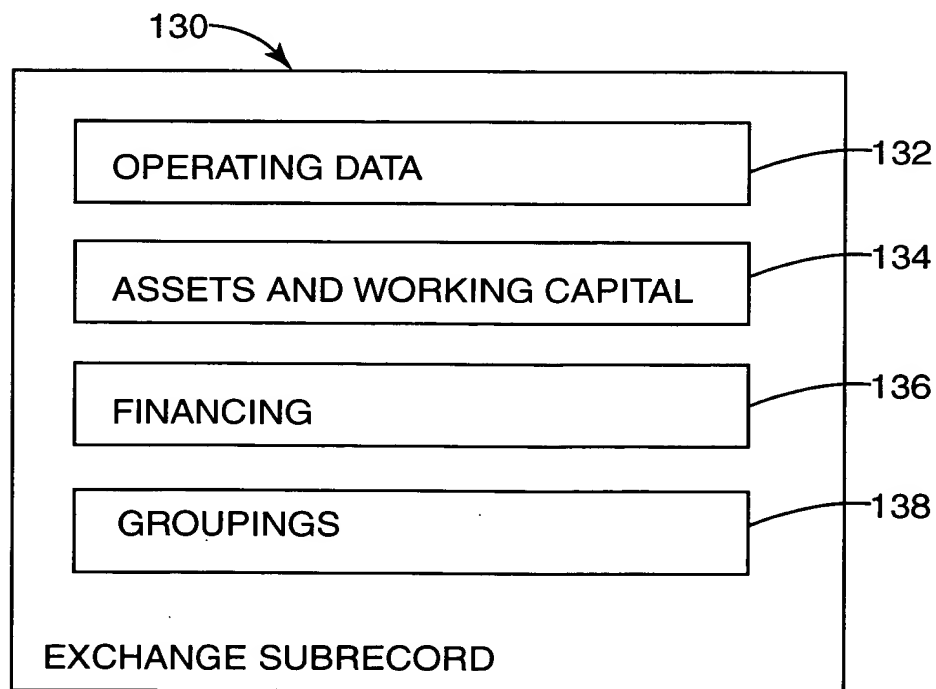 130
OPERATING DATA
132
ASSETS AND WORKING CAPITAL
134
FINANCING
136
GROUPINGS
138
EXCHANGE SUBRECORD